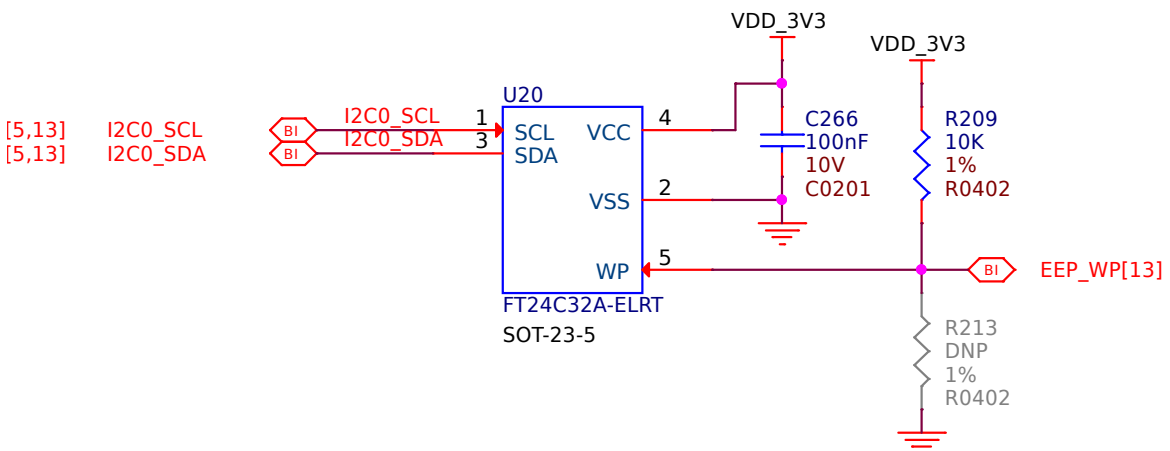 VDD_3V3
VDD_3V3
U20
[5,13] I2C0_SCL BI I2C0_SCL 1 SCL VCC 4
[5,13] I2C0_SDA BI I2C0_SDA 3 SDA
C266
100nF
10V
C0201
R209
10K
1%
R0402
VSS 2
WP 5
BI EEP_WP[13]
FT24C32A-ELRT
SOT-23-5
R213
DNP
1%
R0402